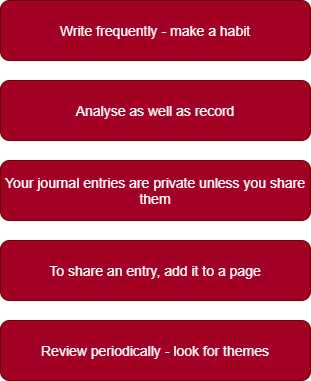 Write frequently - make a habit
Analyse as well as record
Your journal entries are private unless you share
them
To share an entry, add it to a page
Review periodically - look for themes